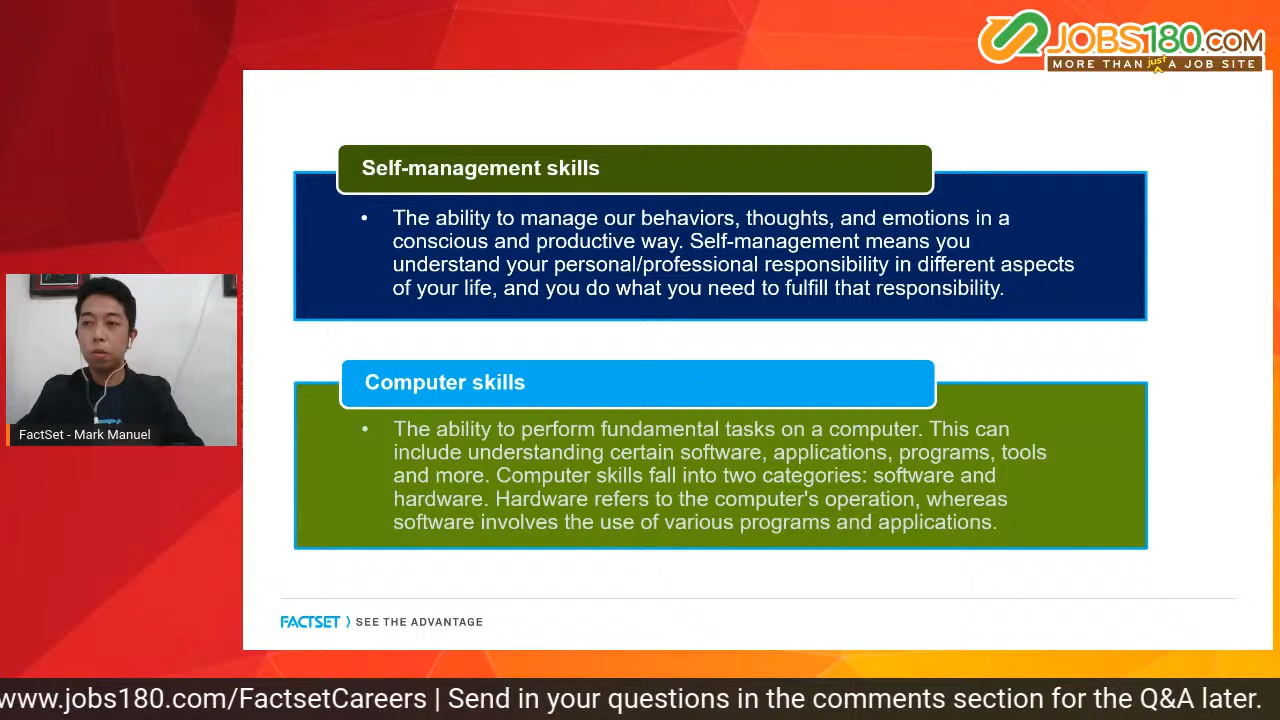 JOBS180.COM
MORE THAN just A JOB SITE
Self-management skills
• The ability to manage our behaviors, thoughts, and emotions in a
conscious and productive way. Self-management means you
understand your personal/professional responsibility in different aspects
of your life, and you do what you need to fulfill that responsibility.
Computer skills
• The ability to perform fundamental tasks on a computer. This can
include understanding certain software, applications, programs, tools
and more. Computer skills fall into two categories: software and
hardware. Hardware refers to the computer's operation, whereas
software involves the use of various programs and applications.
FactSet - Mark Manuel
FACTSET ⟩ SEE THE ADVANTAGE
www.jobs180.com/FactsetCareers | Send in your questions in the comments section for the Q&A later.